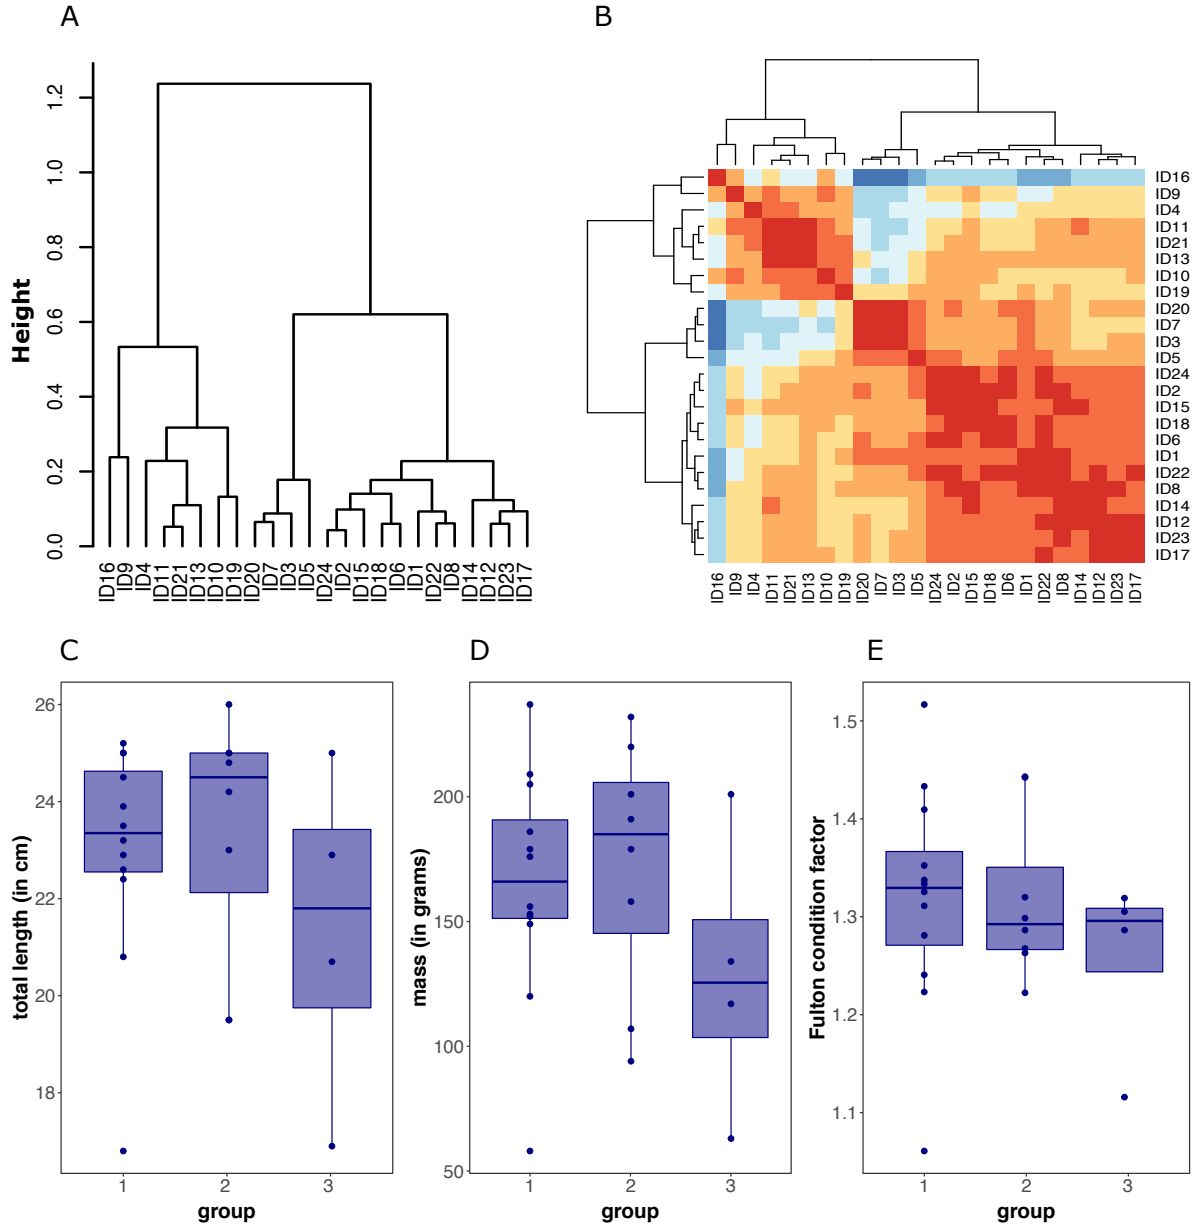 A
B
Height
0.0 0.2 0.4 0.6 0.8 1.0 1.2
ID16 ID9 ID4 ID11 ID21 ID13 ID10 ID19 ID20 ID7 ID3 ID5 ID24 ID2 ID15 ID18 ID6 ID1 ID22 ID8 ID14 ID12 ID23 ID17
ID16
ID9
ID4
ID11
ID21
ID13
ID10
ID19
ID20
ID7
ID3
ID5
ID24
ID2
ID15
ID18
ID6
ID1
ID22
ID8
ID14
ID12
ID23
ID17
ID16 ID9 ID4 ID11 ID21 ID13 ID10 ID19 ID20 ID7 ID3 ID5 ID24 ID2 ID15 ID18 ID6 ID1 ID22 ID8 ID14 ID12 ID23 ID17
C
total length (in cm)
26
24
22
20
18
1 2 3
group
D
mass (in grams)
200
150
100
50
1 2 3
group
E
Fulton condition factor
1.5
1.4
1.3
1.2
1.1
1 2 3
group